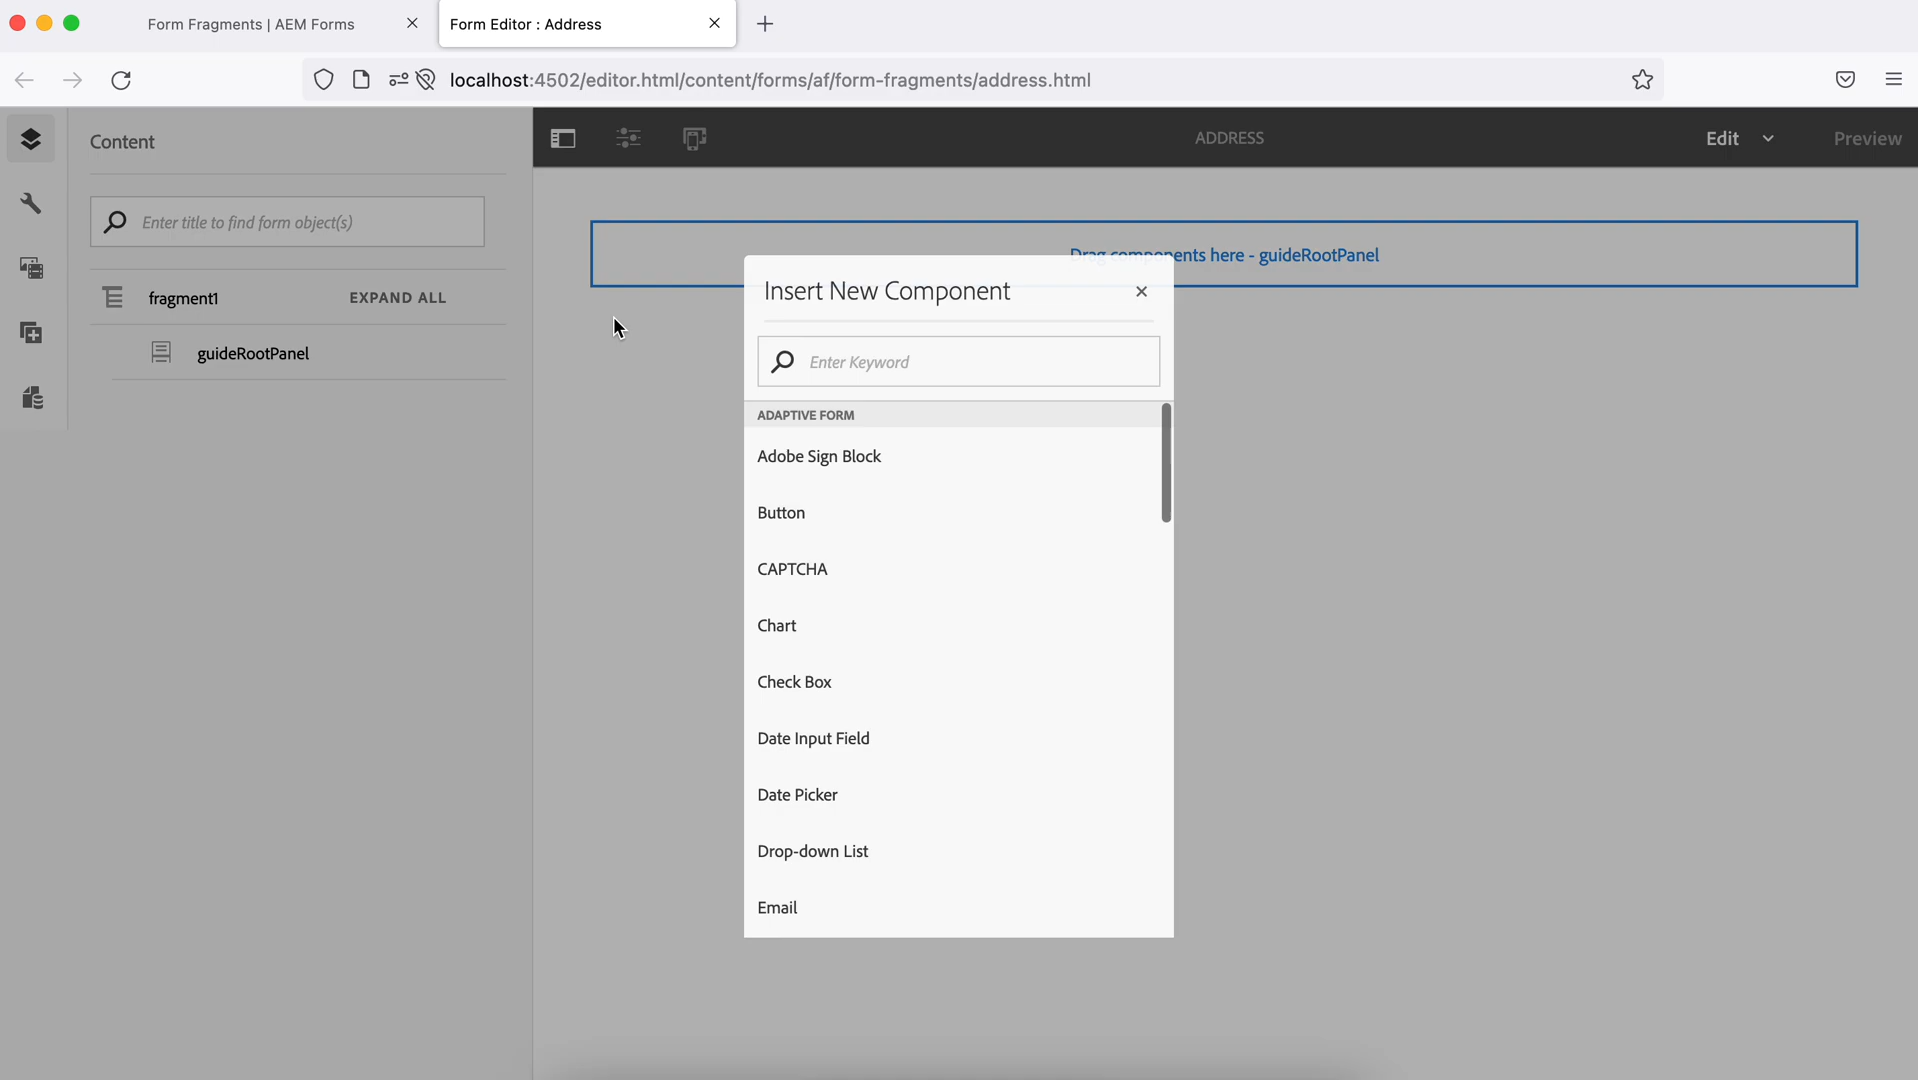 Form Fragments | AEM Forms
Form Editor : Address
localhost:4502/editor.html/content/forms/af/form-fragments/address.html
Content
ADDRESS
Edit
Preview
Enter title to find form object(s)
fragment1
EXPAND ALL
guideRootPanel
Drag components here - guideRootPanel
Insert New Component
Enter Keyword
ADAPTIVE FORM
Adobe Sign Block
Button
CAPTCHA
Chart
Check Box
Date Input Field
Date Picker
Drop-down List
Email